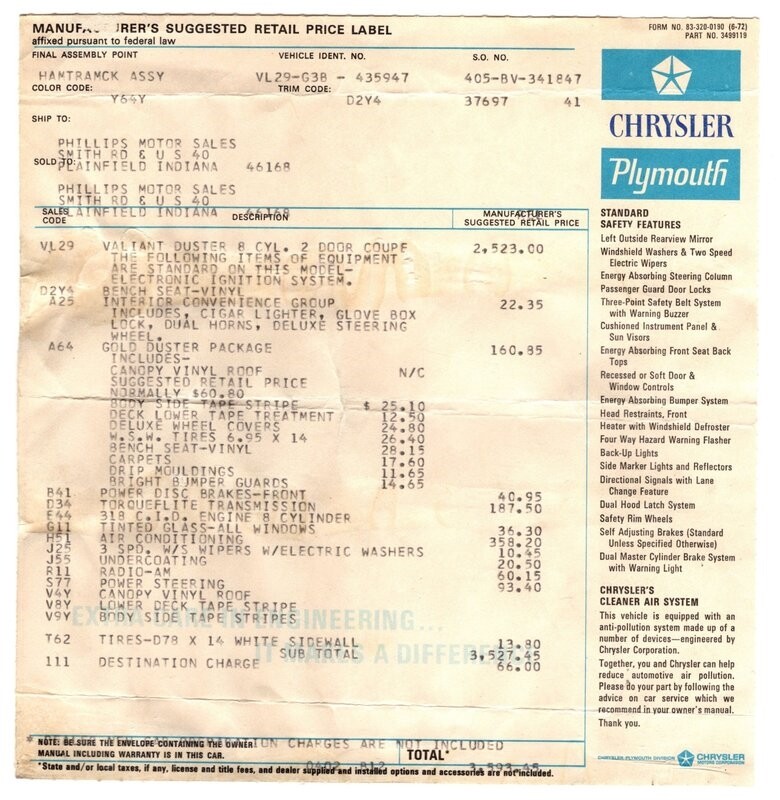 MANUFACTURER'S SUGGESTED RETAIL PRICE LABEL
affixed pursuant to federal law
FORM NO. 83-320-0190 (6-72)
PART NO. 3499119
FINAL ASSEMBLY POINT VEHICLE IDENT. NO. S.O. NO.
HAMTRAMCK ASSY VL29-G3B - 435947 405-BV-341847
COLOR CODE: TRIM CODE:
Y64Y D2Y4 37697 41
SHIP TO:
PHILLIPS MOTOR SALES
SMITH RD & U S 40
SOLD TO: PLAINFIELD INDIANA 46168
PHILLIPS MOTOR SALES
SMITH RD & U S 40
PLAINFIELD INDIANA 46168
SALES CODE DESCRIPTION MANUFACTURER'S SUGGESTED RETAIL PRICE
VL29 VALIANT DUSTER 8 CYL. 2 DOOR COUPE 2,523.00
THE FOLLOWING ITEMS OF EQUIPMENT
ARE STANDARD ON THIS MODEL-
ELECTRONIC IGNITION SYSTEM.
D2Y4 BENCH SEAT-VINYL
A25 INTERIOR CONVENIENCE GROUP 22.35
INCLUDES, CIGAR LIGHTER, GLOVE BOX
LOCK, DUAL HORNS, DELUXE STEERING
WHEEL.
A64 GOLD DUSTER PACKAGE 160.85
INCLUDES-
CANOPY VINYL ROOF N/C
SUGGESTED RETAIL PRICE
NORMALLY $60.80
BODY SIDE TAPE STRIPE $ 25.10
DECK LOWER TAPE TREATMENT 12.50
DELUXE WHEEL COVERS 24.80
W.S.W. TIRES 6.95 X 14 26.40
BENCH SEAT-VINYL 28.15
CARPETS 17.60
DRIP MOULDINGS 11.65
BRIGHT BUMPER GUARDS 14.65
B41 POWER DISC BRAKES-FRONT 40.95
D34 TORQUEFLITE TRANSMISSION 187.50
E44 318 C.I.D. ENGINE 8 CYLINDER
G11 TINTED GLASS-ALL WINDOWS 36.30
H51 AIR CONDITIONING 358.20
J25 3 SPD. W/S WIPERS W/ELECTRIC WASHERS 10.45
J55 UNDERCOATING 20.50
R11 RADIO-AM 60.15
S77 POWER STEERING 93.40
V4Y CANOPY VINYL ROOF
V8Y LOWER DECK TAPE STRIPE
V9Y BODY SIDE TAPE STRIPES
EXTRA CARE IN ENGINEERING...
IT MAKES A DIFFERENCE
T62 TIRES-D78 X 14 WHITE SIDEWALL 13.80
SUB TOTAL 3,527.45
111 DESTINATION CHARGE 66.00
CHARGES ARE NOT INCLUDED
NOTE: BE SURE THE ENVELOPE CONTAINING THE OWNER
MANUAL INCLUDING WARRANTY IS IN THIS CAR.
TOTAL* 3,593.45
0402 812
*State and/or local taxes, if any, license and title fees, and dealer supplied and installed options and accessories are not included.
CHRYSLER
Plymouth
STANDARD
SAFETY FEATURES
Left Outside Rearview Mirror
Windshield Washers & Two Speed
Electric Wipers
Energy Absorbing Steering Column
Passenger Guard Door Locks
Three-Point Safety Belt System
with Warning Buzzer
Cushioned Instrument Panel &
Sun Visors
Energy Absorbing Front Seat Back
Tops
Recessed or Soft Door &
Window Controls
Energy Absorbing Bumper System
Head Restraints, Front
Heater with Windshield Defroster
Four Way Hazard Warning Flasher
Back-Up Lights
Side Marker Lights and Reflectors
Directional Signals with Lane
Change Feature
Dual Hood Latch System
Safety Rim Wheels
Self Adjusting Brakes (Standard
Unless Specified Otherwise)
Dual Master Cylinder Brake System
with Warning Light
CHRYSLER'S
CLEANER AIR SYSTEM
This vehicle is equipped with an
anti-pollution system made up of a
number of devices—engineered by
Chrysler Corporation.
Together, you and Chrysler can help
reduce automotive air pollution.
Please do your part by following the
advice on car service which we
recommend in your owner's manual.
Thank you.
CHRYSLER-PLYMOUTH DIVISION CHRYSLER
MOTORS CORPORATION